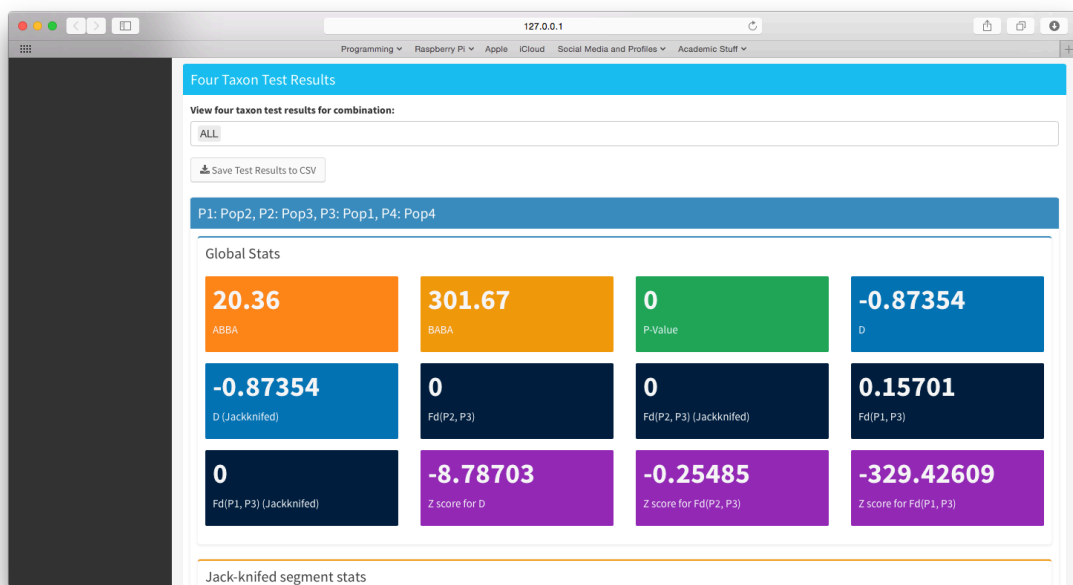 127.0.0.1
Programming Raspberry Pi Apple iCloud Social Media and Profiles Academic Stuff
Four Taxon Test Results
View four taxon test results for combination:
ALL
Save Test Results to CSV
P1: Pop2, P2: Pop3, P3: Pop1, P4: Pop4
Global Stats
20.36
ABBA
301.67
BABA
0
P-Value
-0.87354
D
-0.87354
D (Jackknifed)
0
Fd(P2, P3)
0
Fd(P2, P3) (Jackknifed)
0.15701
Fd(P1, P3)
0
Fd(P1, P3) (Jackknifed)
-8.78703
Z score for D
-0.25485
Z score for Fd(P2, P3)
-329.42609
Z score for Fd(P1, P3)
Jack-knifed segment stats